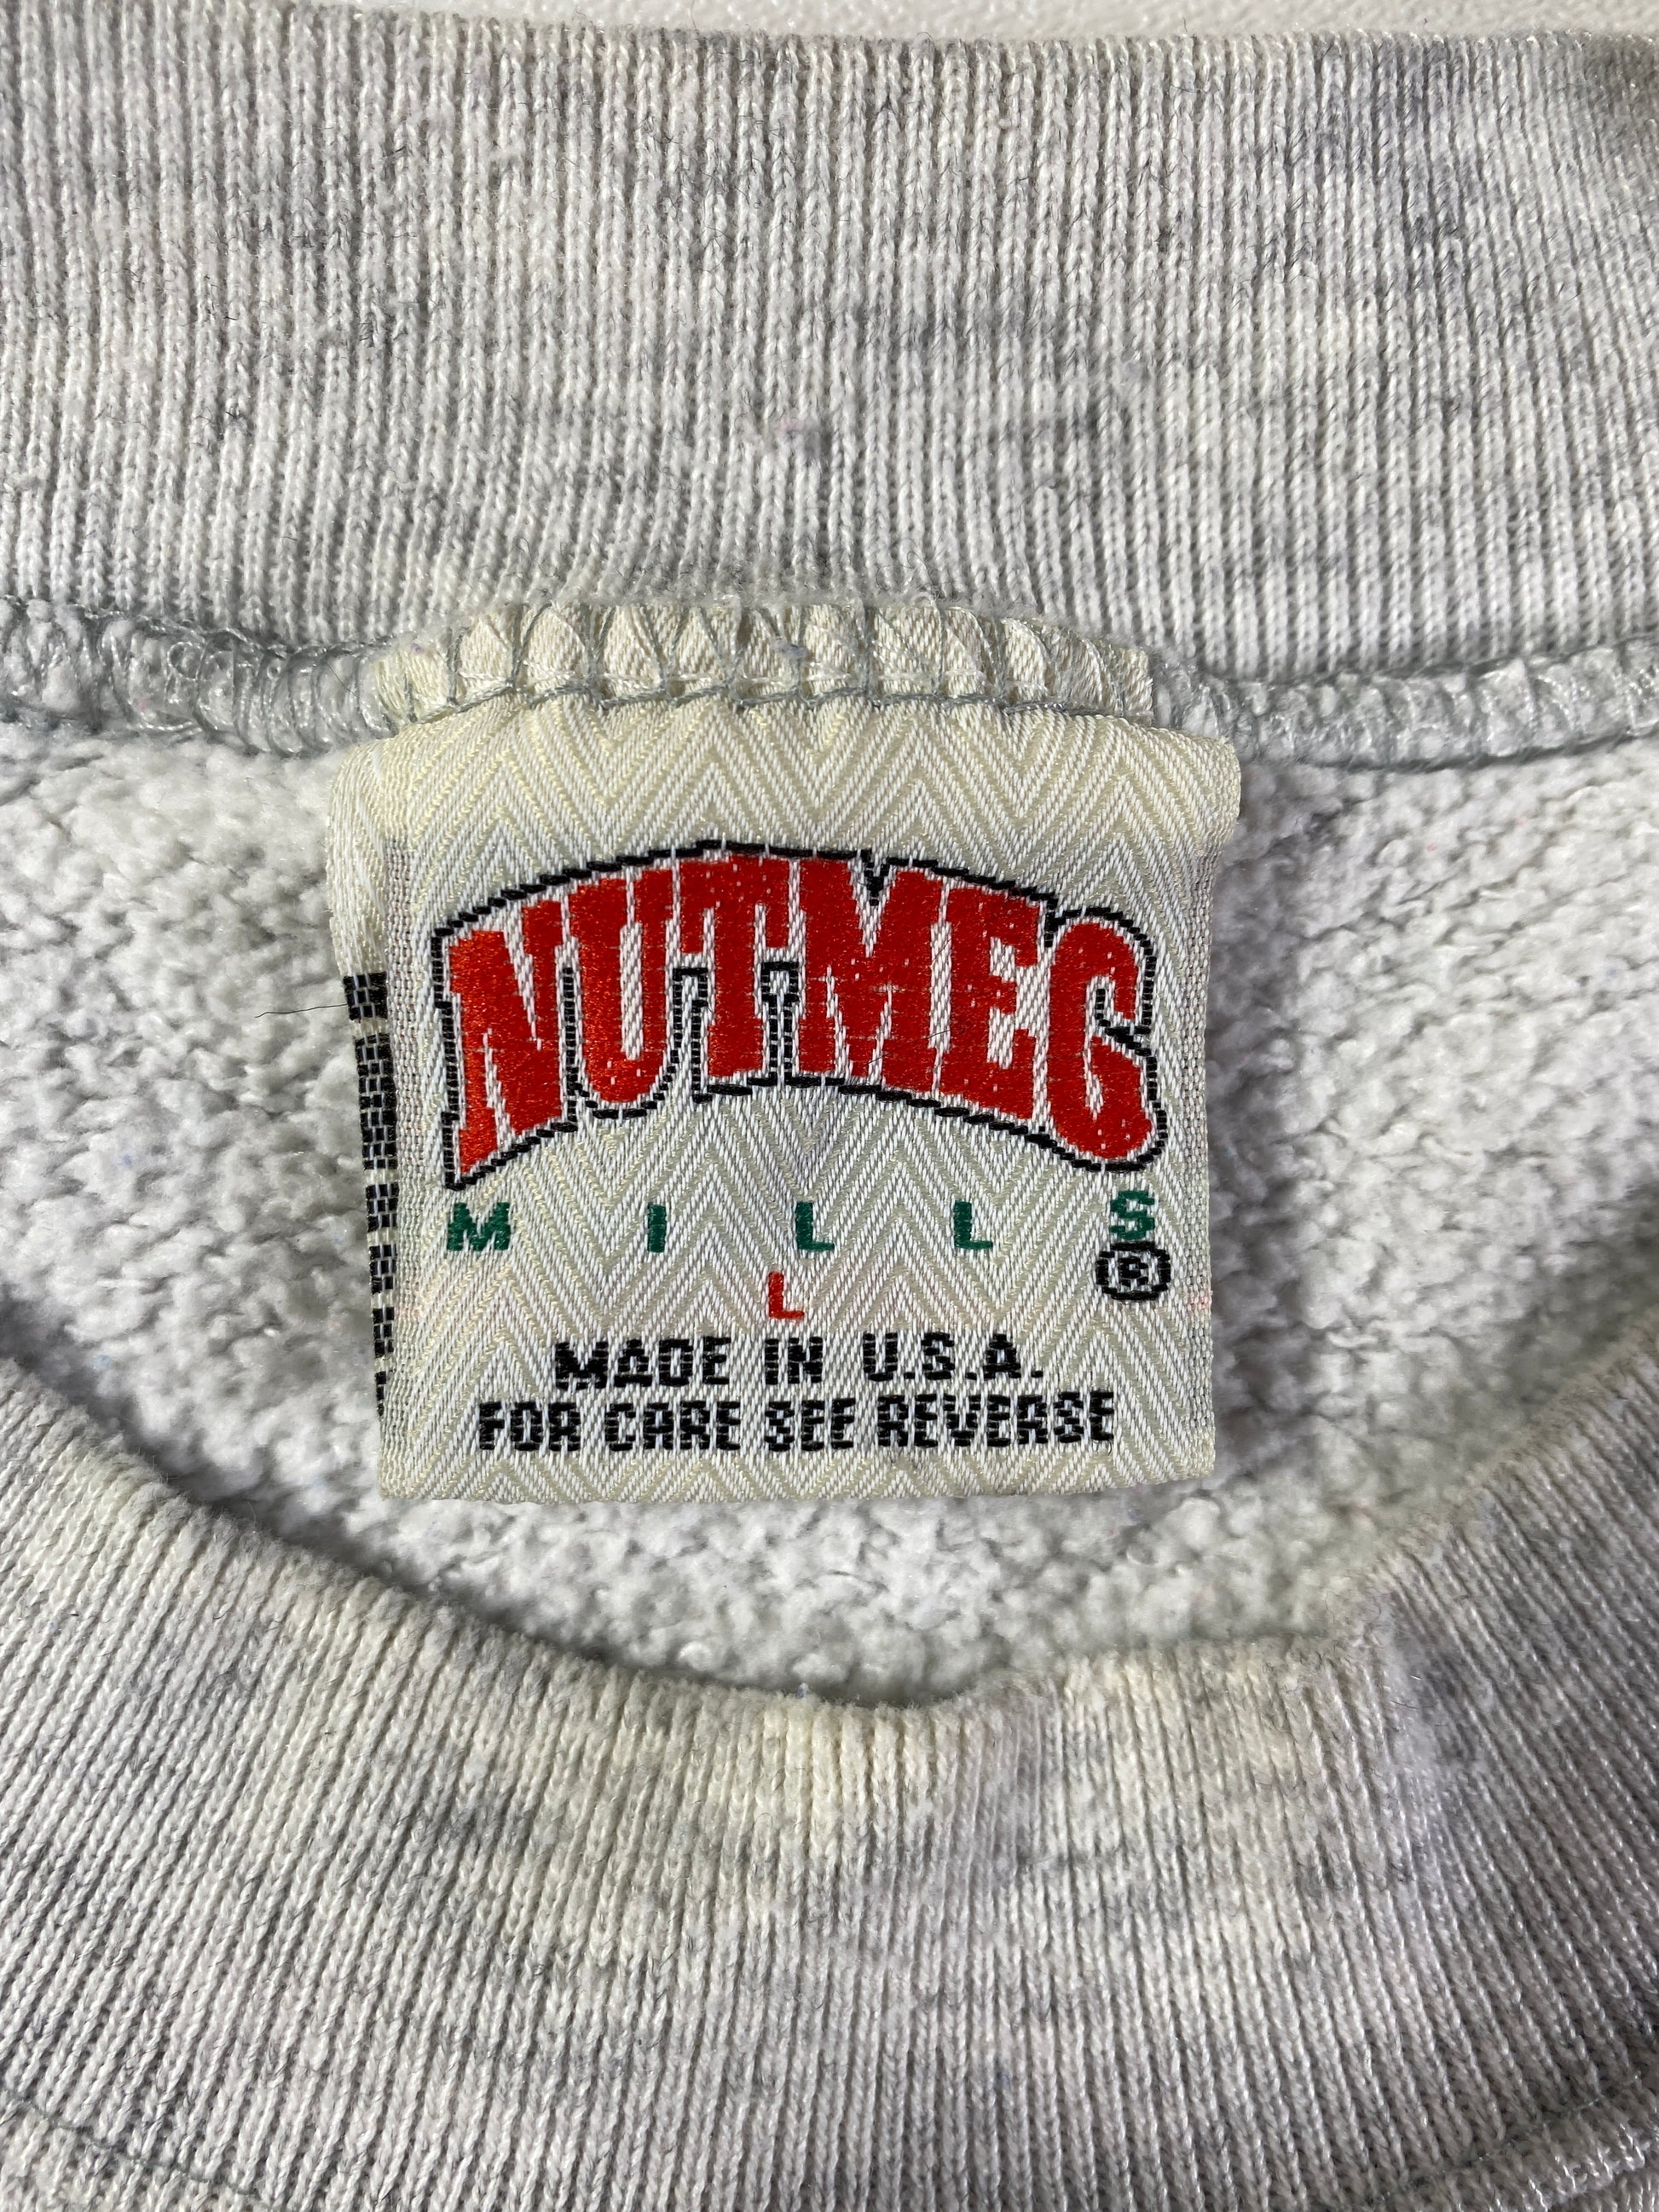 NUTMEG
MILLS
®
L
MADE IN U.S.A.
FOR CARE SEE REVERSE